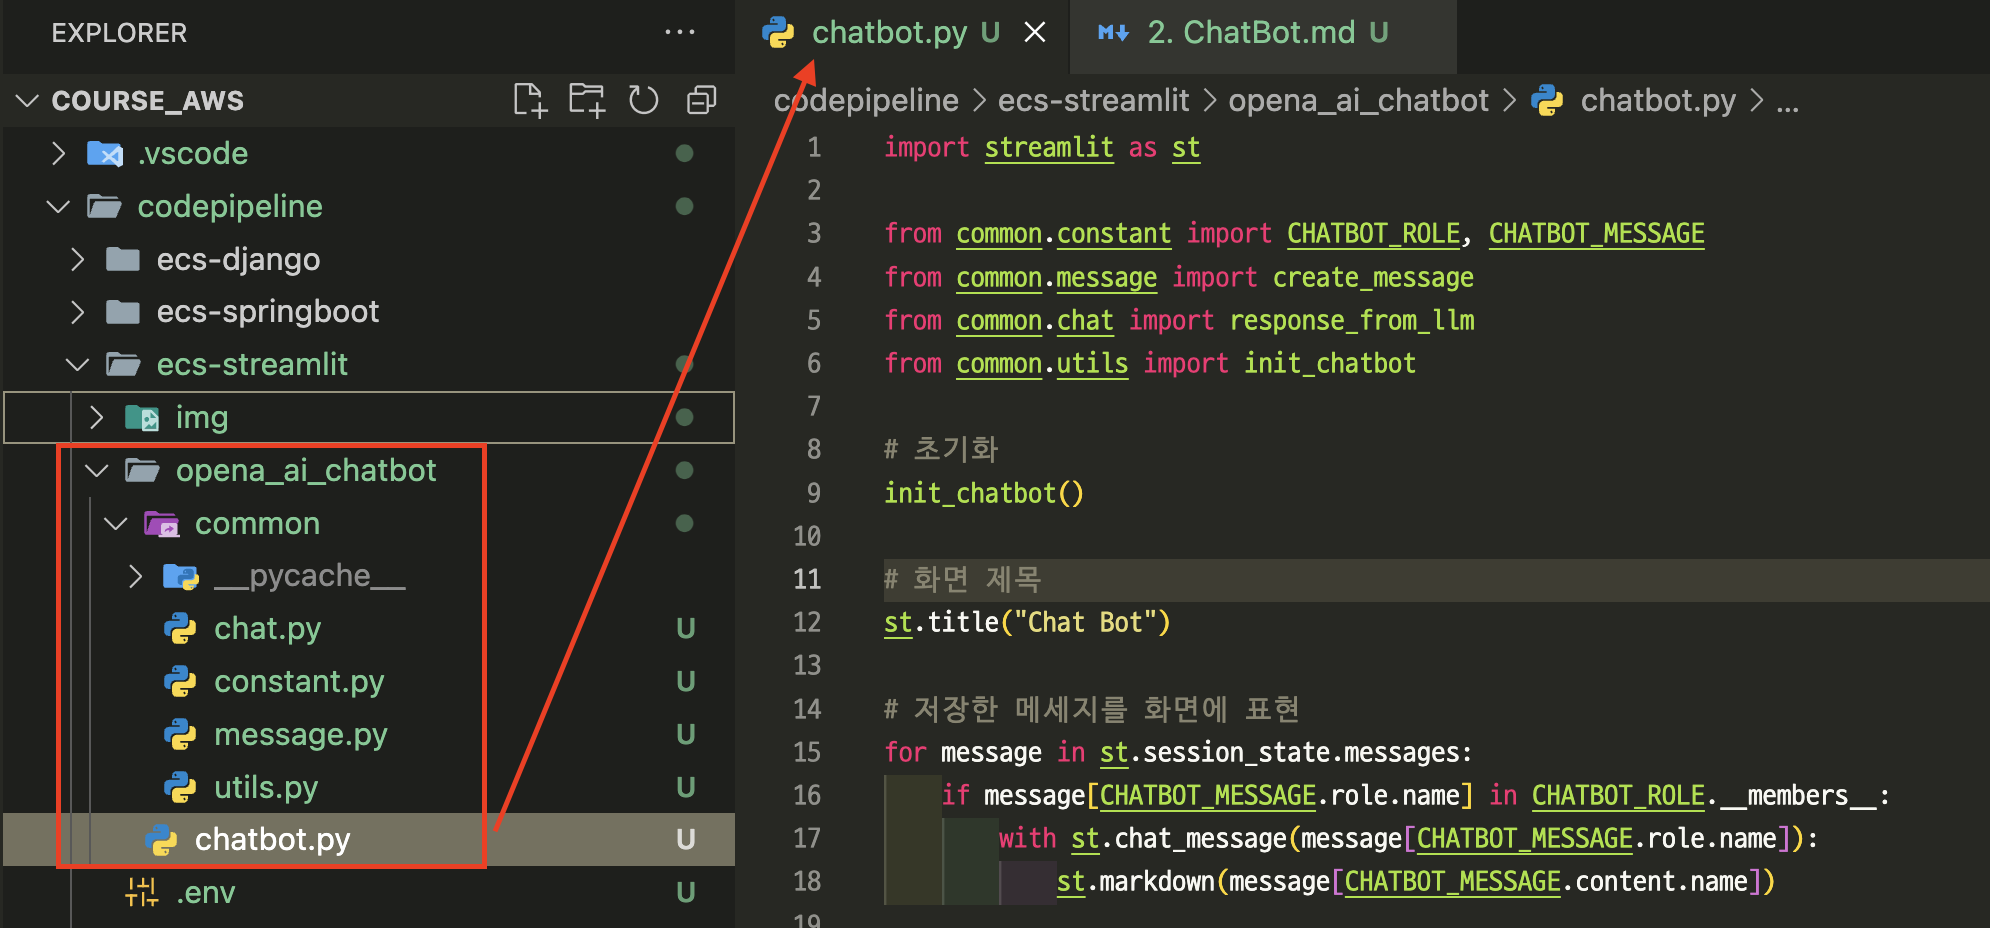 EXPLORER ...
COURSE_AWS
.vscode
codepipeline
ecs-django
ecs-springboot
ecs-streamlit
img
opena_ai_chatbot
common
__pycache__
chat.py U
constant.py U
message.py U
utils.py U
chatbot.py U
.env U
chatbot.py U 2. ChatBot.md U
codepipeline > ecs-streamlit > opena_ai_chatbot > chatbot.py > ...
1 import streamlit as st
2
3 from common.constant import CHATBOT_ROLE, CHATBOT_MESSAGE
4 from common.message import create_message
5 from common.chat import response_from_llm
6 from common.utils import init_chatbot
7
8 # 초기화
9 init_chatbot()
10
11 # 화면 제목
12 st.title("Chat Bot")
13
14 # 저장한 메세지를 화면에 표현
15 for message in st.session_state.messages:
16 if message[CHATBOT_MESSAGE.role.name] in CHATBOT_ROLE.__members__:
17 with st.chat_message(message[CHATBOT_MESSAGE.role.name]):
18 st.markdown(message[CHATBOT_MESSAGE.content.name])
19